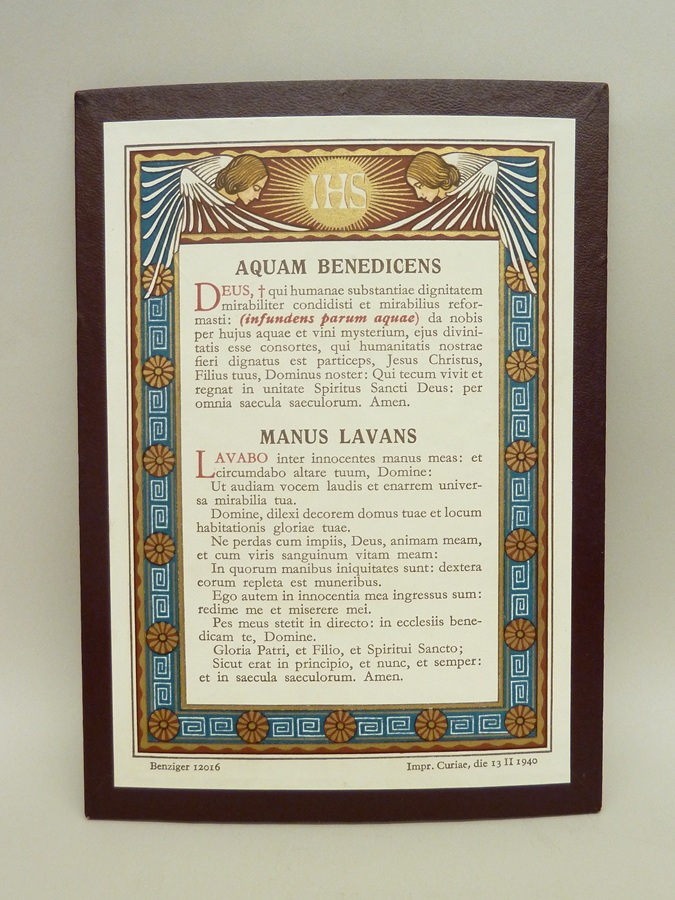 IHS
AQUAM BENEDICENS
DEUS, † qui humanae substantiae dignitatem
mirabiliter condidisti et mirabilius refor-
masti: (infundens parum aquae) da nobis
per hujus aquae et vini mysterium, ejus divini-
tatis esse consortes, qui humanitatis nostrae
fieri dignatus est particeps, Jesus Christus,
Filius tuus, Dominus noster: Qui tecum vivit et
regnat in unitate Spiritus Sancti Deus: per
omnia saecula saeculorum. Amen.
MANUS LAVANS
LAVABO inter innocentes manus meas: et
circumdabo altare tuum, Domine:
Ut audiam vocem laudis et enarrem univer-
sa mirabilia tua.
Domine, dilexi decorem domus tuae et locum
habitationis gloriae tuae.
Ne perdas cum impiis, Deus, animam meam,
et cum viris sanguinum vitam meam:
In quorum manibus iniquitates sunt: dextera
eorum repleta est muneribus.
Ego autem in innocentia mea ingressus sum:
redime me et miserere mei.
Pes meus stetit in directo: in ecclesiis bene-
dicam te, Domine.
Gloria Patri, et Filio, et Spiritui Sancto;
Sicut erat in principio, et nunc, et semper:
et in saecula saeculorum. Amen.
Benziger 12016
Impr. Curiae, die 13 II 1940